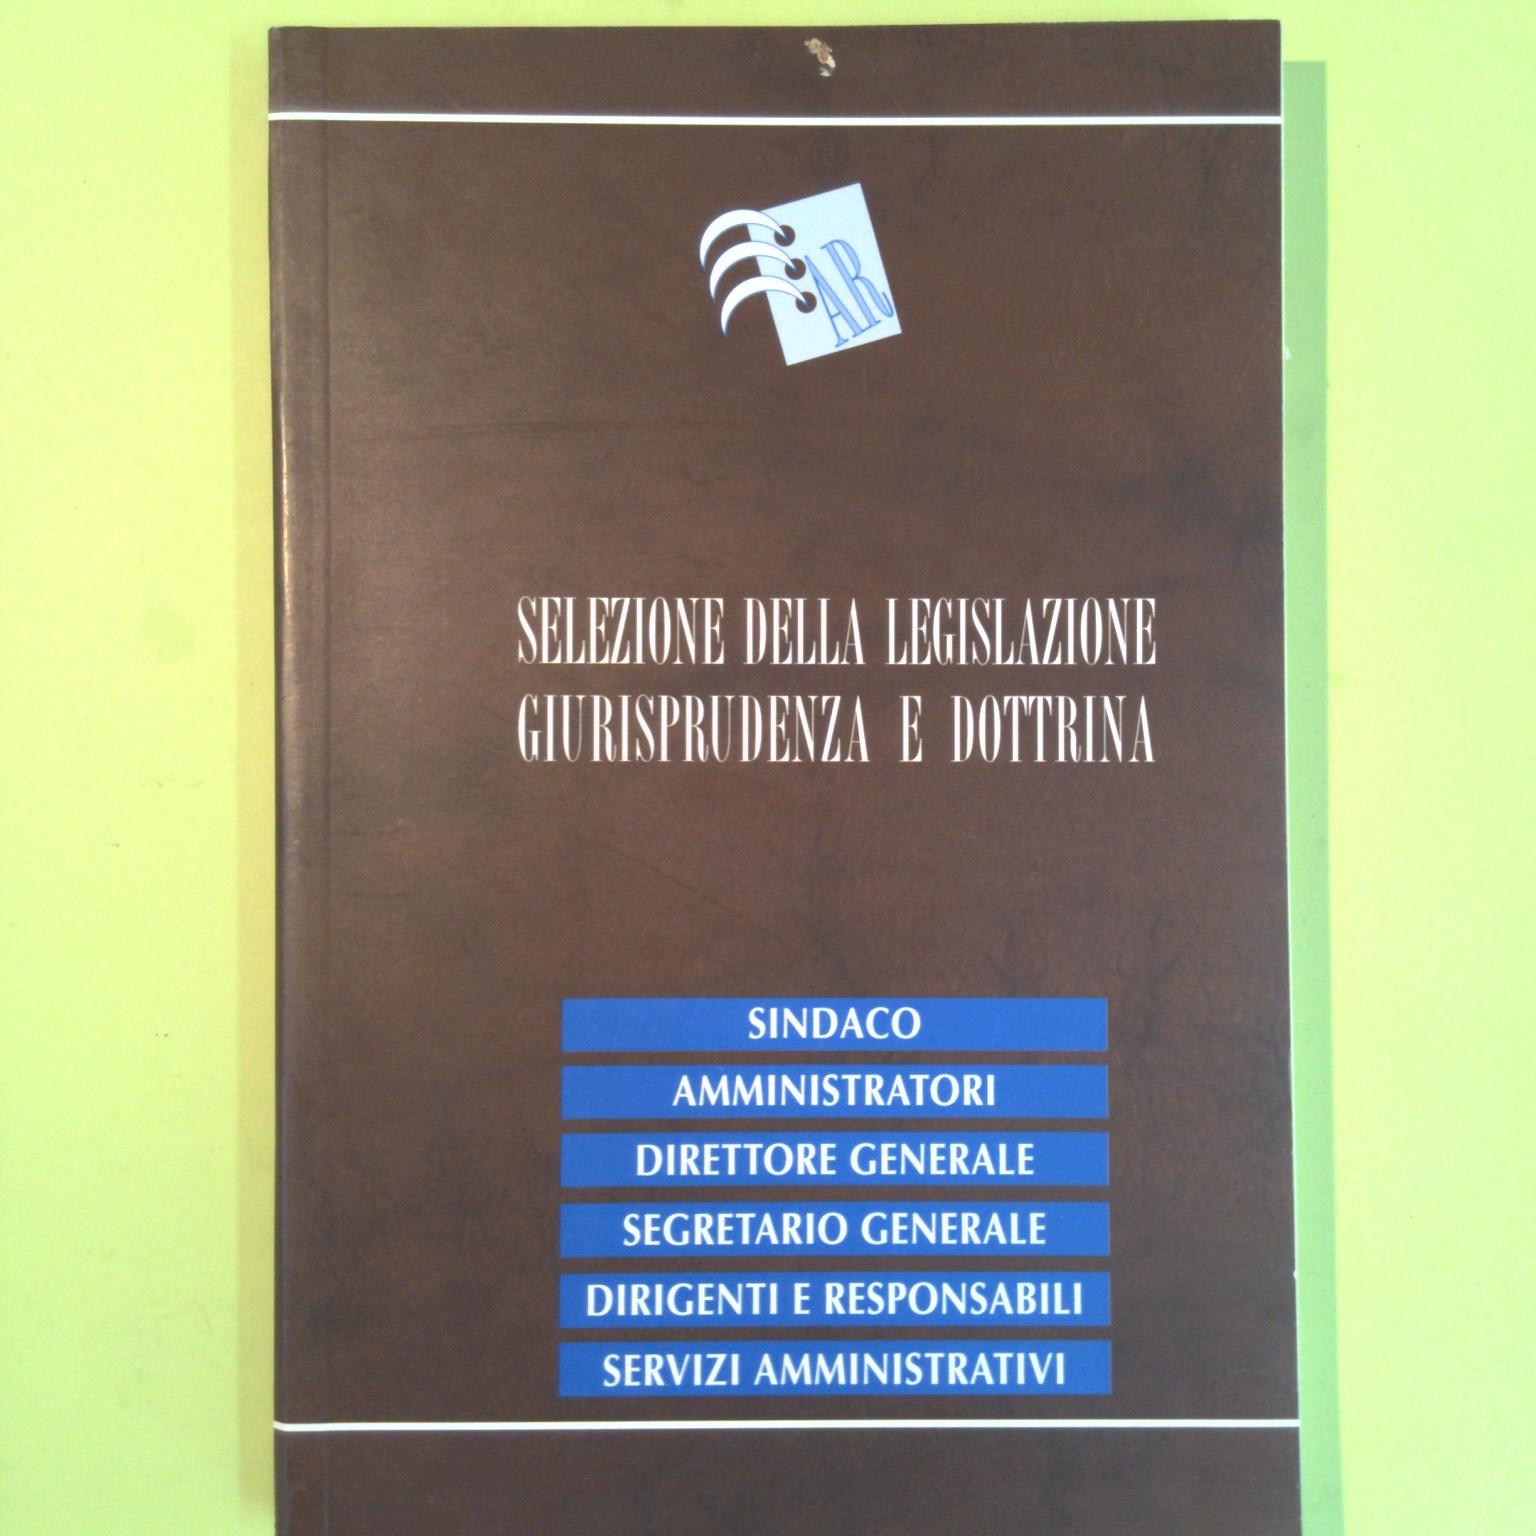 AR
SELEZIONE DELLA LEGISLAZIONE
GIURISPRUDENZA E DOTTRINA
SINDACO
AMMINISTRATORI
DIRETTORE GENERALE
SEGRETARIO GENERALE
DIRIGENTI E RESPONSABILI
SERVIZI AMMINISTRATIVI